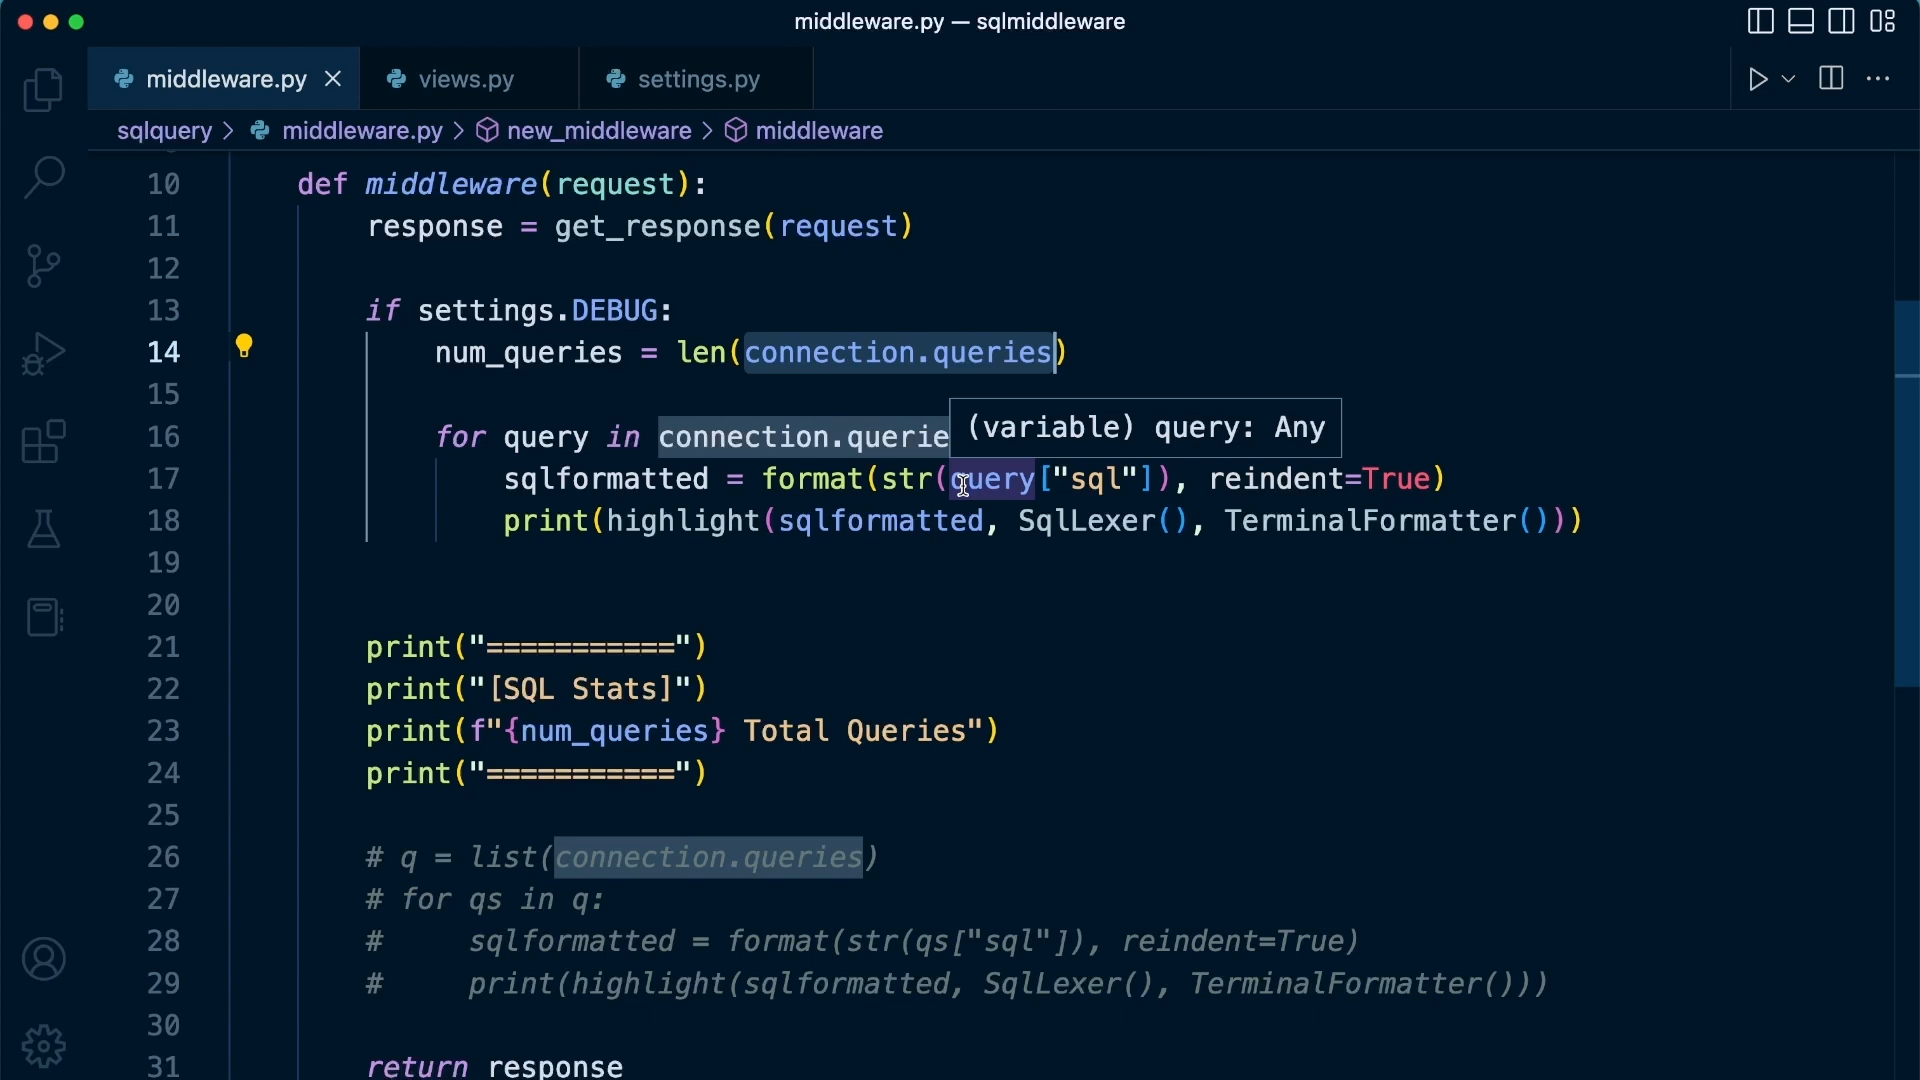 middleware.py — sqlmiddleware
middleware.py views.py settings.py
sqlquery > middleware.py > new_middleware > middleware
10 def middleware(request):
11 response = get_response(request)
12
13 if settings.DEBUG:
14 num_queries = len(connection.queries)
15
(variable) query: Any
16 for query in connection.querie
17 sqlformatted = format(str(query["sql"]), reindent=True)
18 print(highlight(sqlformatted, SqlLexer(), TerminalFormatter()))
19
20
21 print("===========")
22 print("[SQL Stats]")
23 print(f"{num_queries} Total Queries")
24 print("===========")
25
26 # q = list(connection.queries)
27 # for qs in q:
28 #     sqlformatted = format(str(qs["sql"]), reindent=True)
29 #     print(highlight(sqlformatted, SqlLexer(), TerminalFormatter()))
30
31 return response